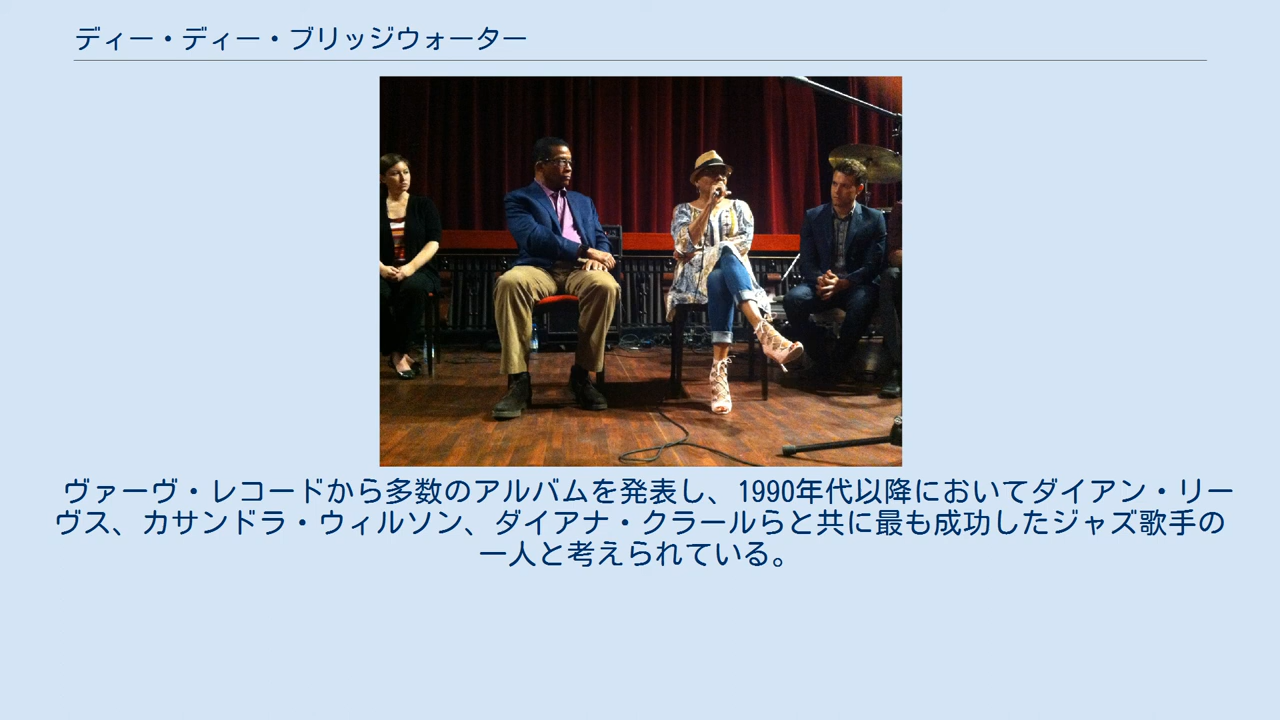 ディー・ディー・ブリッジウォーター
ヴァーヴ・レコードから多数のアルバムを発表し、1990年代以降においてダイアン・リー
ヴス、カサンドラ・ウィルソン、ダイアナ・クラールらと共に最も成功したジャズ歌手の
一人と考えられている。